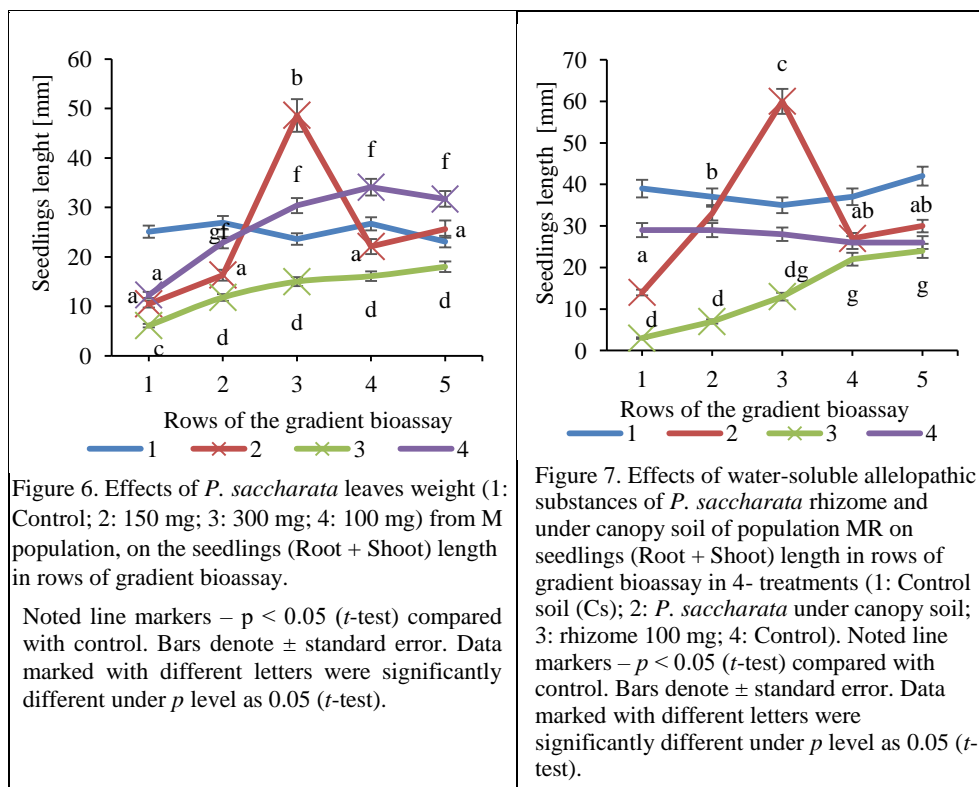 60
50
40
30
20
10
0
Seedlings lenght [mm]
b
f
f
f
gf
a
a
a
a
a
c
d
d
d
d
1 2 3 4 5
Rows of the gradient bioassay
1 2 3 4
Figure 6. Effects of P. saccharata leaves weight (1:
Control; 2: 150 mg; 3: 300 mg; 4: 100 mg) from M
population, on the seedlings (Root + Shoot) length
in rows of gradient bioassay.
Noted line markers – p < 0.05 (t-test) compared
with control. Bars denote ± standard error. Data
marked with different letters were significantly
different under p level as 0.05 (t-test).
70
60
50
40
30
20
10
0
Seedlings length [mm]
c
b
ab
ab
a
dg
d
d
g
g
1 2 3 4 5
Rows of the gradient bioassay
1 2 3 4
Figure 7. Effects of water-soluble allelopathic
substances of P. saccharata rhizome and
under canopy soil of population MR on
seedlings (Root + Shoot) length in rows of
gradient bioassay in 4- treatments (1: Control
soil (Cs); 2: P. saccharata under canopy soil;
3: rhizome 100 mg; 4: Control). Noted line
markers – p < 0.05 (t-test) compared with
control. Bars denote ± standard error. Data
marked with different letters were
significantly different under p level as 0.05 (t-
test).